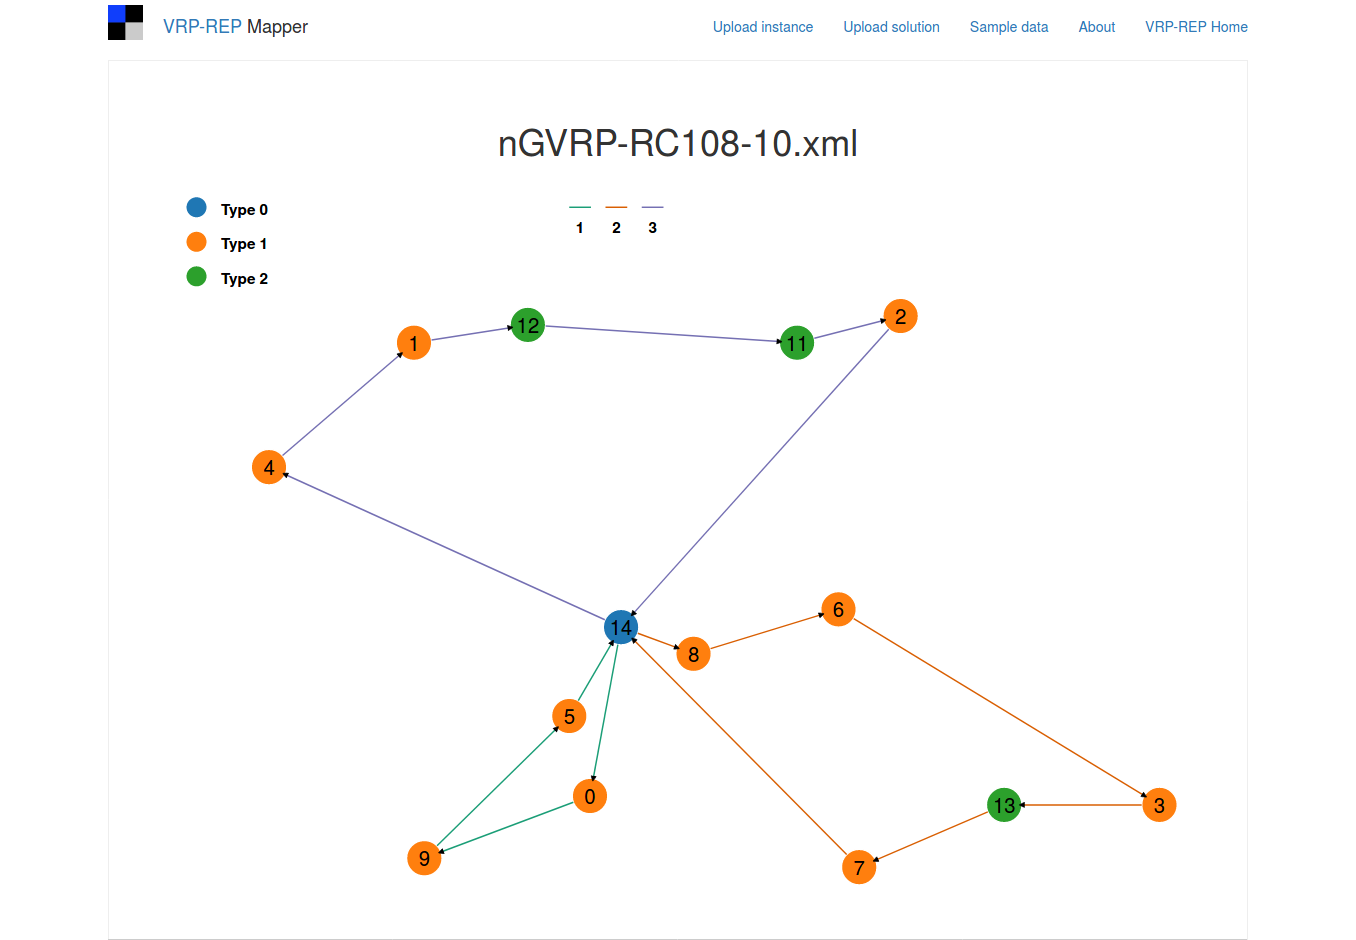 VRP-REP Mapper
Upload instance Upload solution Sample data About VRP-REP Home
nGVRP-RC108-10.xml
Type 0
Type 1
Type 2
1 2 3
2
12
1
11
4
6
14
8
5
0
13
3
9
7